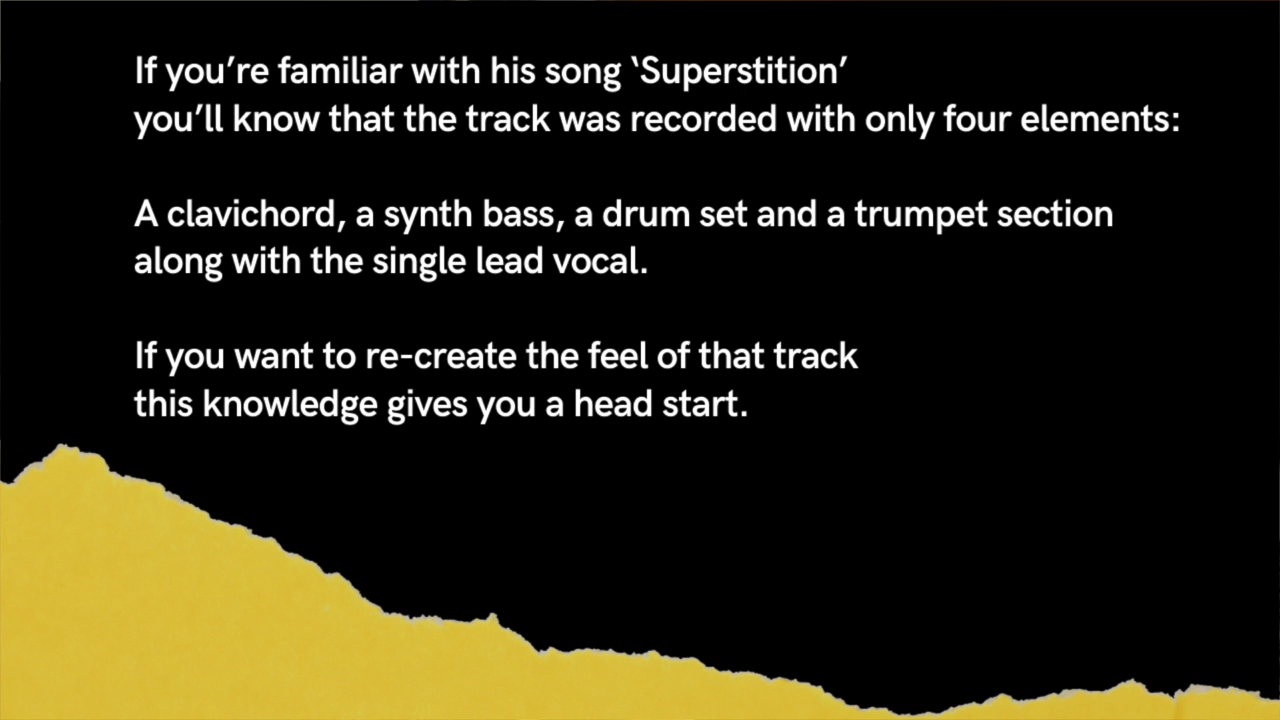 If you’re familiar with his song ‘Superstition’
you’ll know that the track was recorded with only four elements:
A clavichord, a synth bass, a drum set and a trumpet section
along with the single lead vocal.
If you want to re-create the feel of that track
this knowledge gives you a head start.